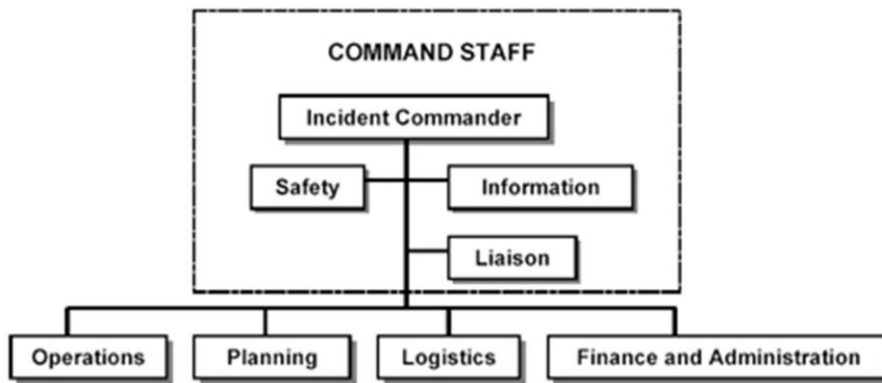 COMMAND STAFF
Incident Commander
Safety
Information
Liaison
Operations
Planning
Logistics
Finance and Administration